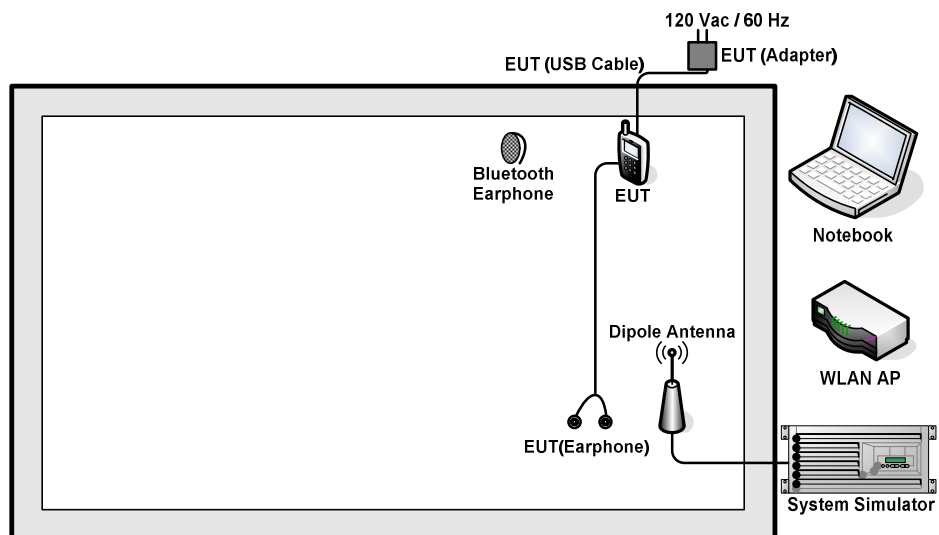 120 Vac / 60 Hz
EUT (USB Cable)
EUT (Adapter)
Bluetooth
Earphone
EUT
Notebook
Dipole Antenna
WLAN AP
EUT(Earphone)
System Simulator